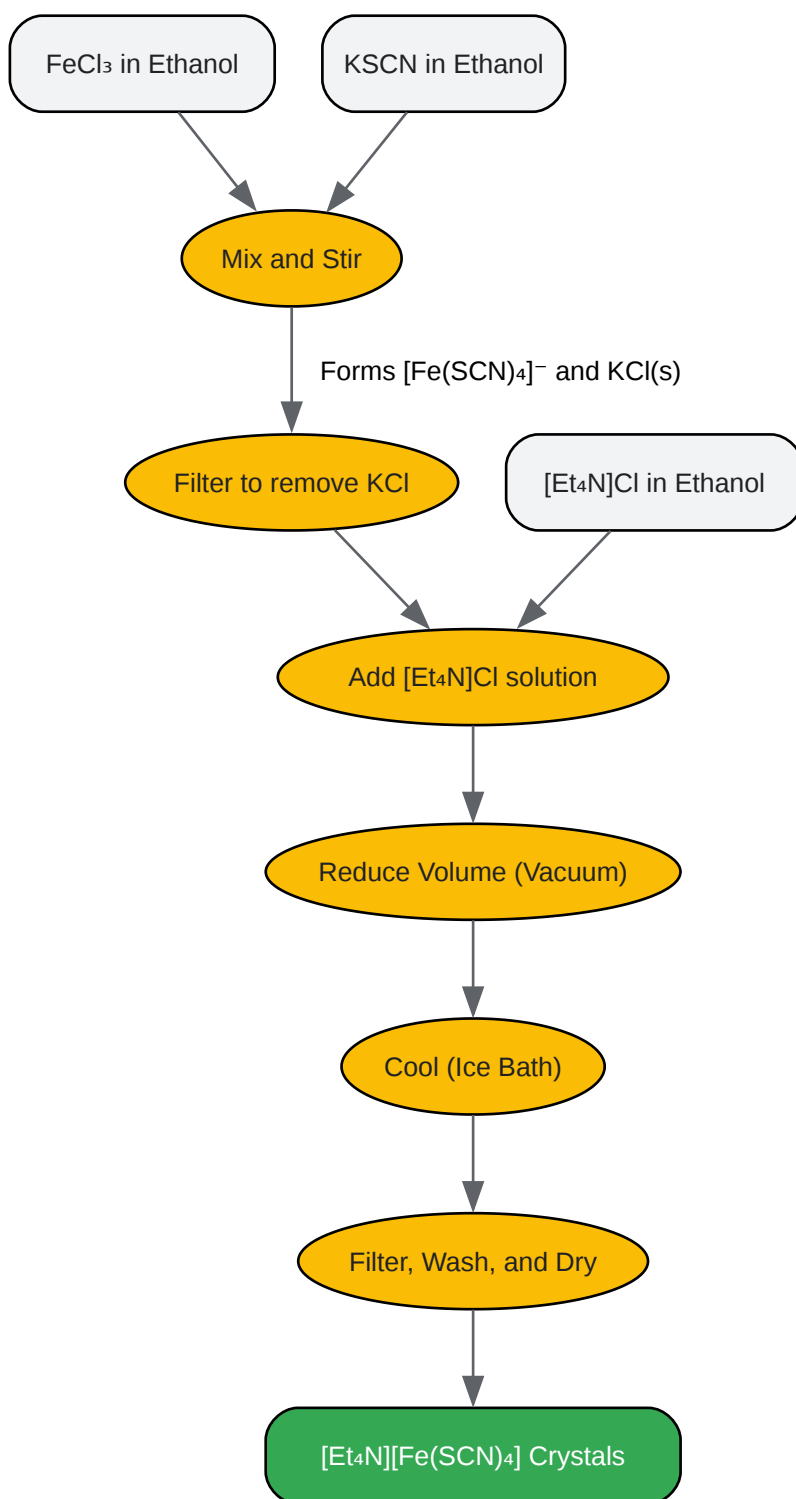 FeCl₃ in Ethanol
KSCN in Ethanol
Mix and Stir
Forms [Fe(SCN)₄]⁻ and KCl(s)
Filter to remove KCl
[Et₄N]Cl in Ethanol
Add [Et₄N]Cl solution
Reduce Volume (Vacuum)
Cool (Ice Bath)
Filter, Wash, and Dry
[Et₄N][Fe(SCN)₄] Crystals